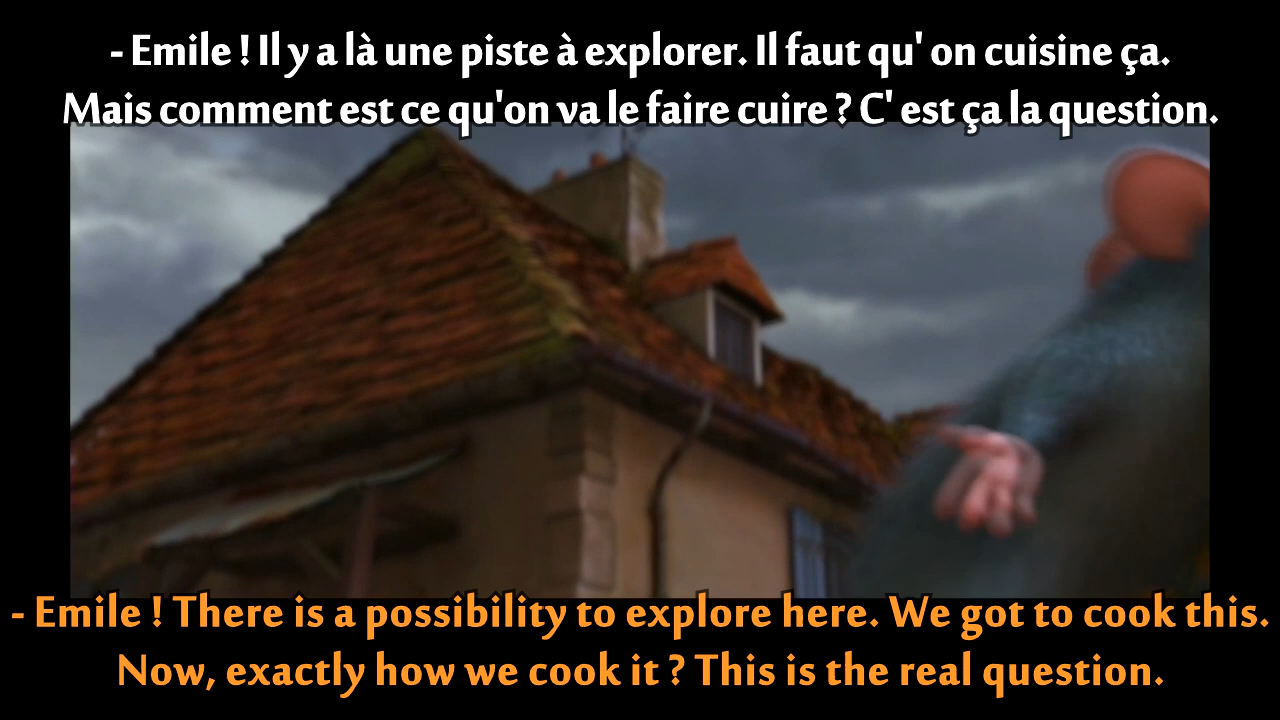 - Emile ! Il y a là une piste à explorer. Il faut qu' on cuisine ça.
Mais comment est ce qu'on va le faire cuire ? C' est ça la question.
- Emile ! There is a possibility to explore here. We got to cook this.
Now, exactly how we cook it ? This is the real question.